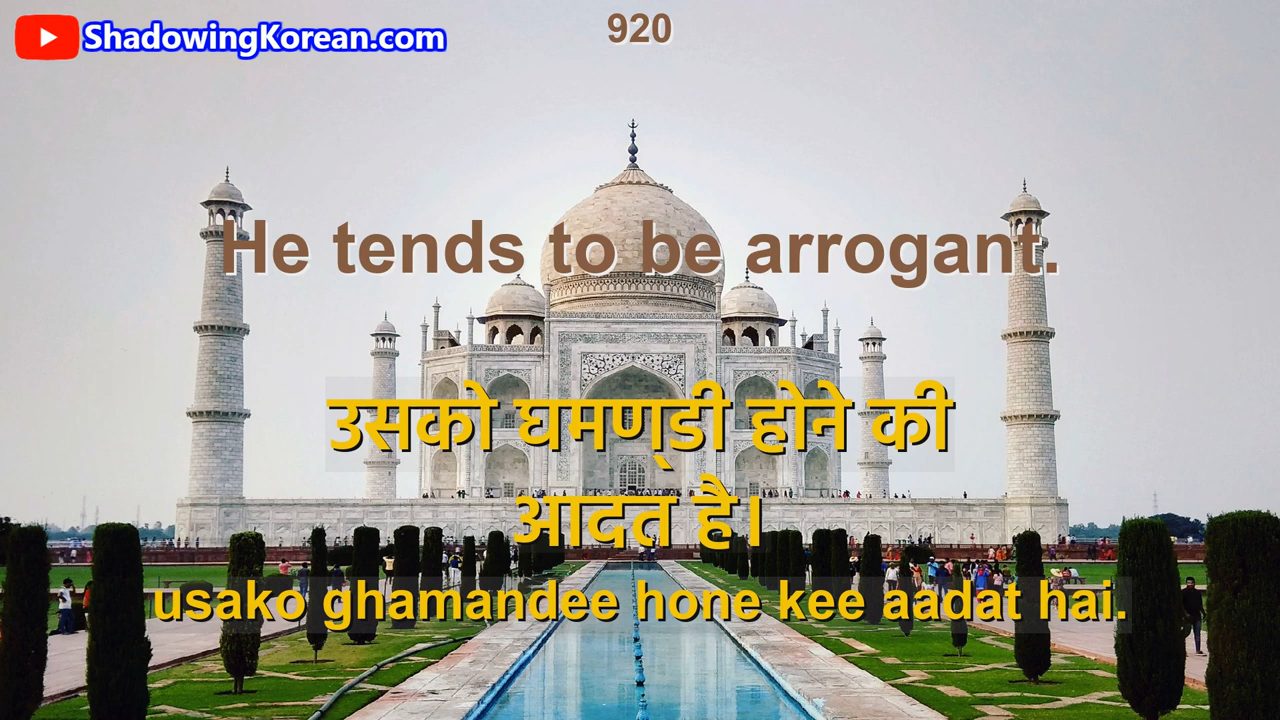 ShadowingKorean.com
920
He tends to be arrogant.
उसको घमण्डी होने की
आदत है।
usako ghamandee hone kee aadat hai.